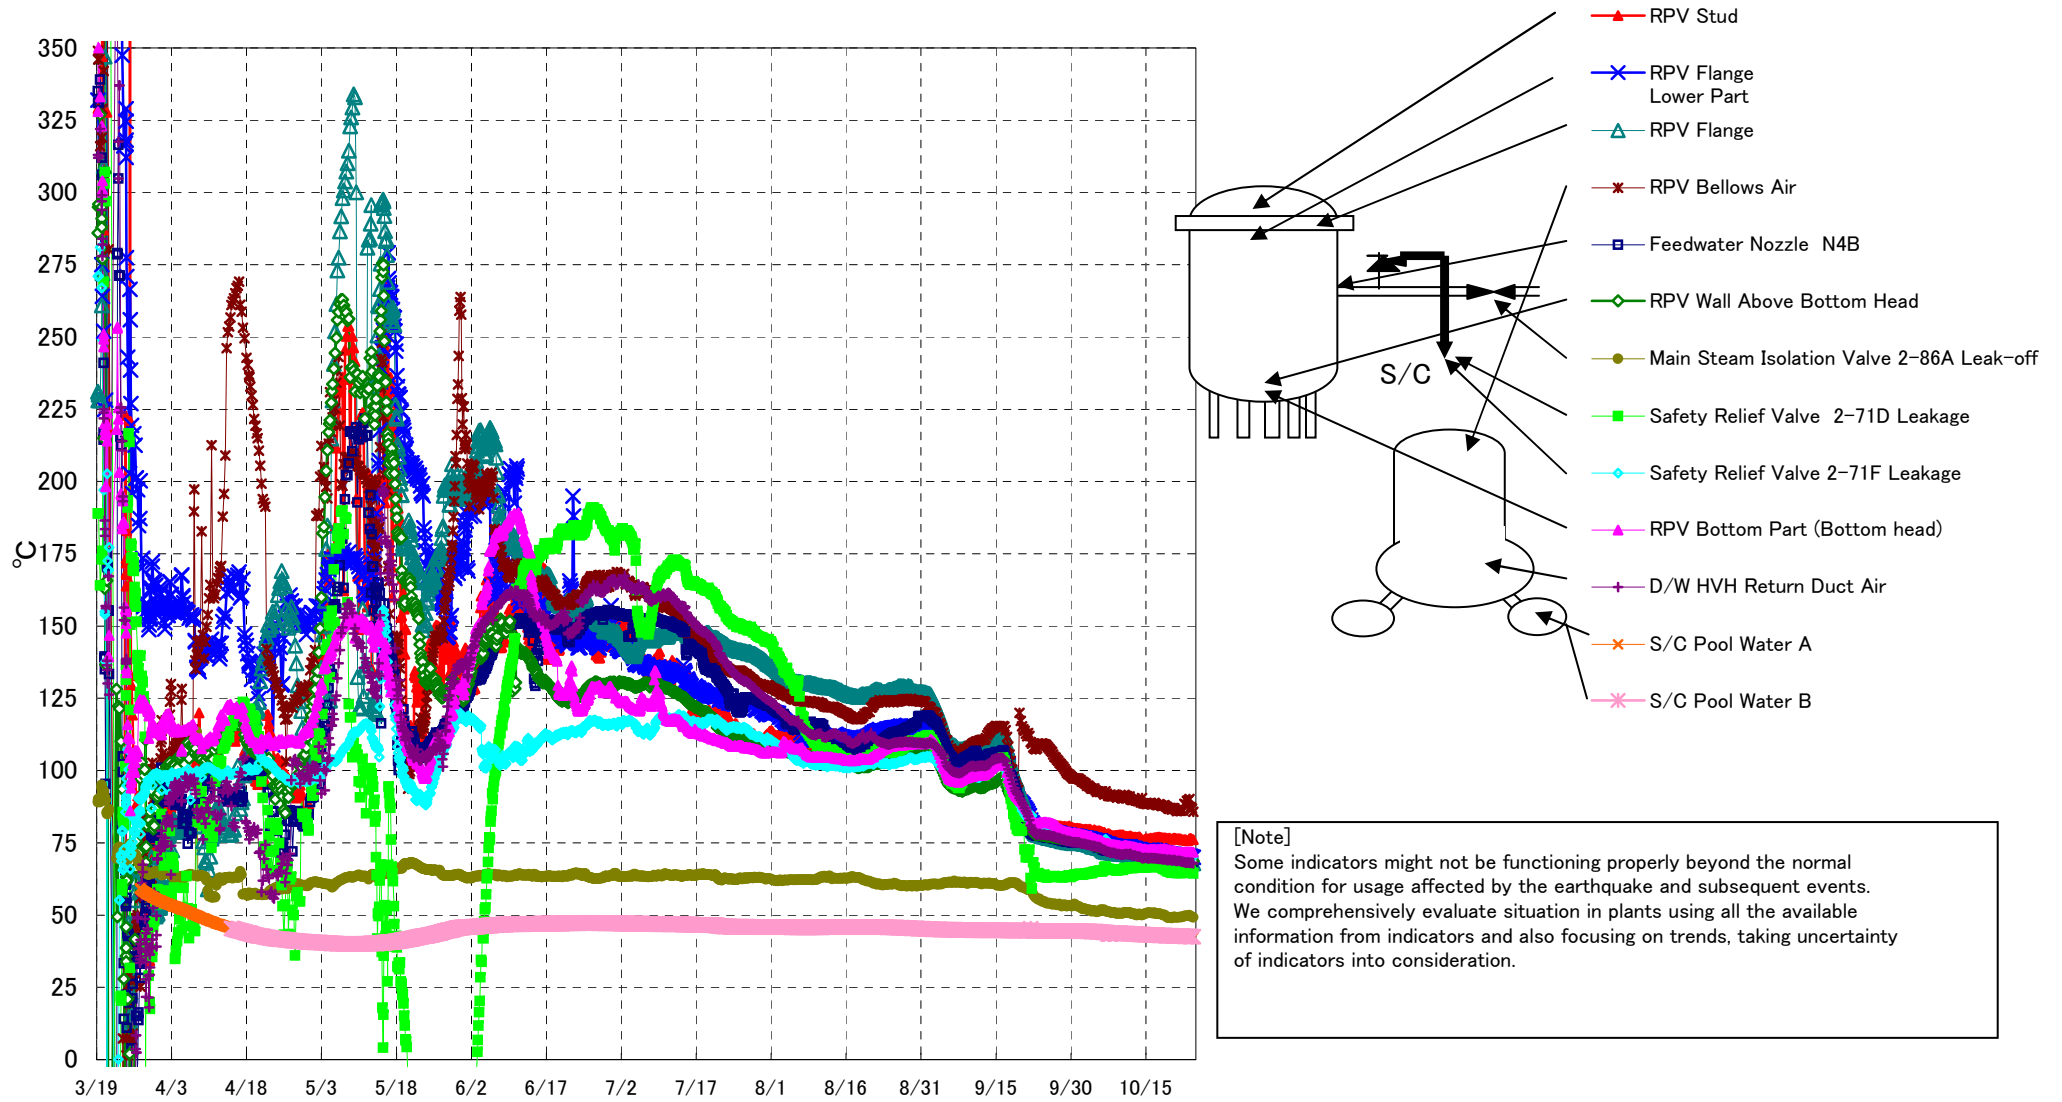 RPV Stud
RPV Flange
Lower Part
RPV Flange
RPV Bellows Air
Feedwater Nozzle N4B
RPV Wall Above Bottom Head
Main Steam Isolation Valve 2-86A Leak-off
Safety Relief Valve 2-71D Leakage
Safety Relief Valve 2-71F Leakage
RPV Bottom Part (Bottom head)
D/W HVH Return Duct Air
S/C Pool Water A
S/C Pool Water B
S/C
℃
350
325
300
275
250
225
200
175
150
125
100
75
50
25
0
3/19 4/3 4/18 5/3 5/18 6/2 6/17 7/2 7/17 8/1 8/16 8/31 9/15 9/30 10/15
[Note]
Some indicators might not be functioning properly beyond the normal
condition for usage affected by the earthquake and subsequent events.
We comprehensively evaluate situation in plants using all the available
information from indicators and also focusing on trends, taking uncertainty
of indicators into consideration.